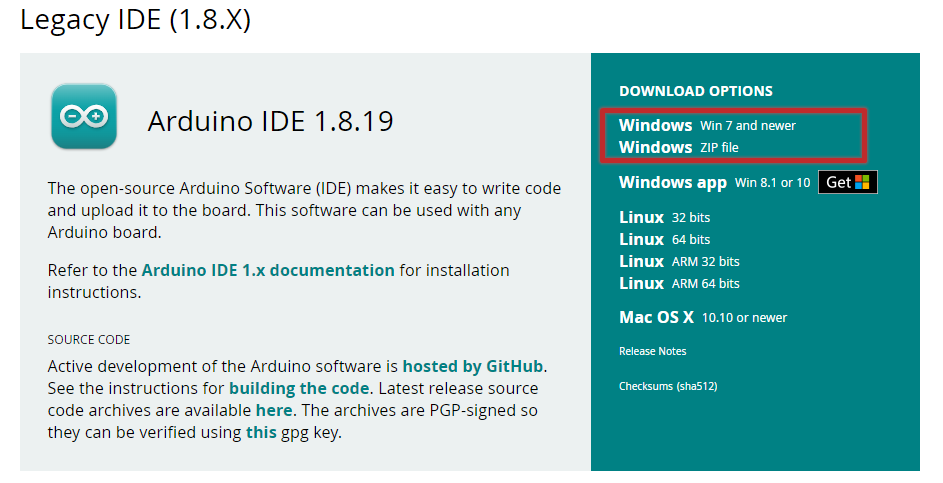 Legacy IDE (1.8.X)
Arduino IDE 1.8.19
The open-source Arduino Software (IDE) makes it easy to write code
and upload it to the board. This software can be used with any
Arduino board.
Refer to the Arduino IDE 1.x documentation for installation
instructions.
SOURCE CODE
Active development of the Arduino software is hosted by GitHub.
See the instructions for building the code. Latest release source
code archives are available here. The archives are PGP-signed so
they can be verified using this gpg key.
DOWNLOAD OPTIONS
Windows Win 7 and newer
Windows ZIP file
Windows app Win 8.1 or 10 Get
Linux 32 bits
Linux 64 bits
Linux ARM 32 bits
Linux ARM 64 bits
Mac OS X 10.10 or newer
Release Notes
Checksums (sha512)